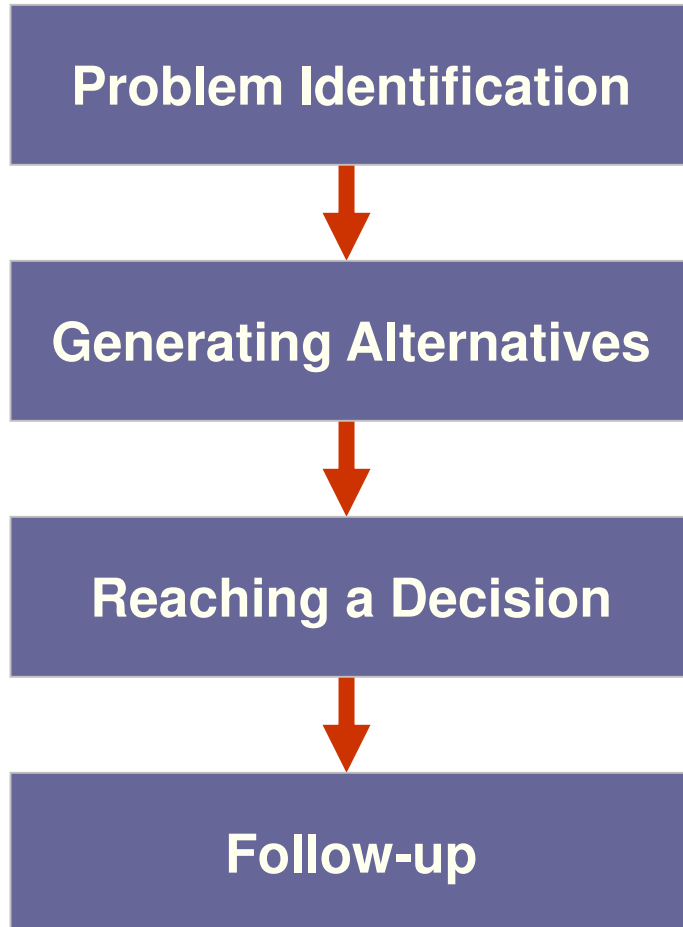 Problem Identification
Generating Alternatives
Reaching a Decision
Follow-up